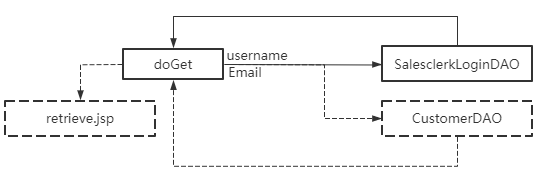 username
doGet
SalesclerkLoginDAO
Email
retrieve.jsp
CustomerDAO